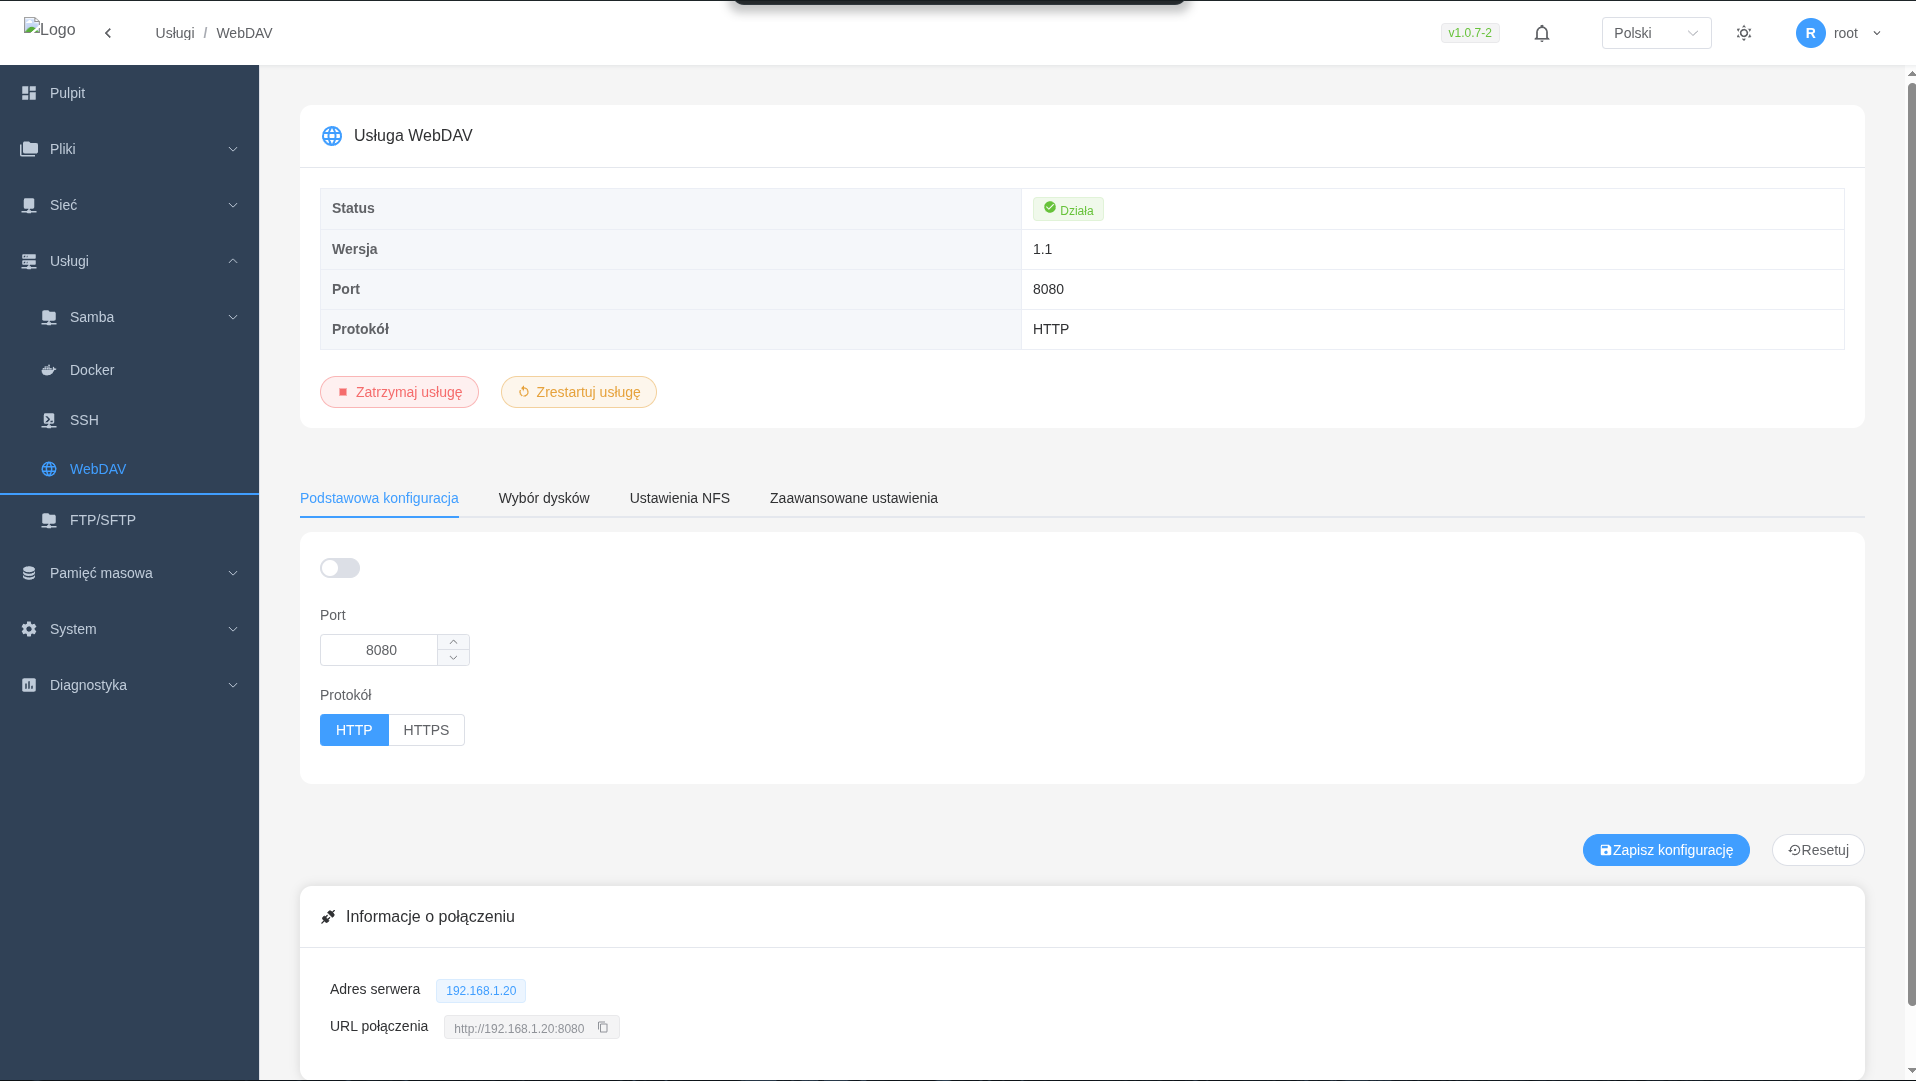 Logo
Usługi / WebDAV
v1.0.7-2
Polski
R
root
Pulpit
Pliki
Sieć
Usługi
Samba
Docker
SSH
WebDAV
FTP/SFTP
Pamięć masowa
System
Diagnostyka
Usługa WebDAV
Status Działa
Wersja 1.1
Port 8080
Protokół HTTP
Zatrzymaj usługę Zrestartuj usługę
Podstawowa konfiguracja Wybór dysków Ustawienia NFS Zaawansowane ustawienia
Port
8080
Protokół
HTTP HTTPS
Zapisz konfigurację Resetuj
Informacje o połączeniu
Adres serwera 192.168.1.20
URL połączenia http://192.168.1.20:8080